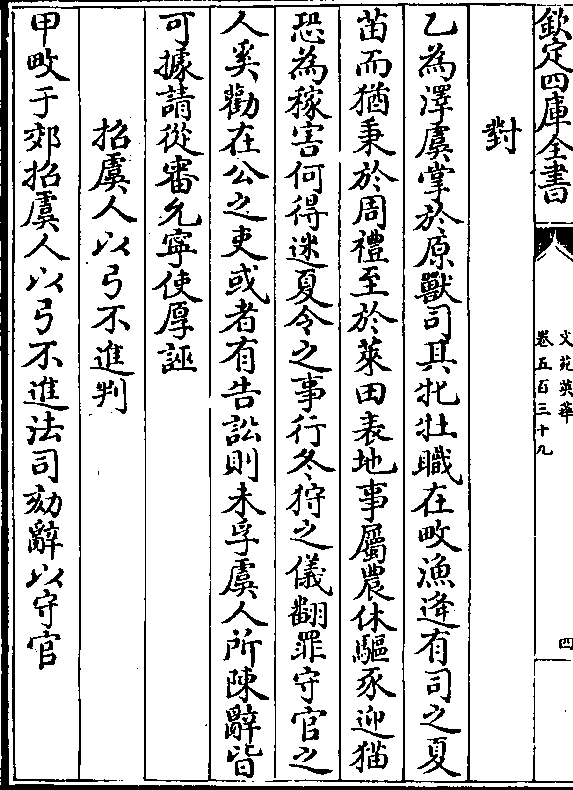 欽定四庫全書
文苑英華
卷五百三十九
四
對
乙為澤虞掌於原獸司其牝牡職在畋漁逄有司之夏
苗而猶秉於周禮至於萊田表地事屬農休驅豕迎猫
恐為稼害何得迷夏令之事行冬狩之儀翻罪守官之
人奚勸在公之吏或者有告訟則未孚虞人所陳辭皆
可據請從審允寧使厚誣
招虞人以弓不進判
甲畋于郊招虞人以弓不進法司劾辭以守官